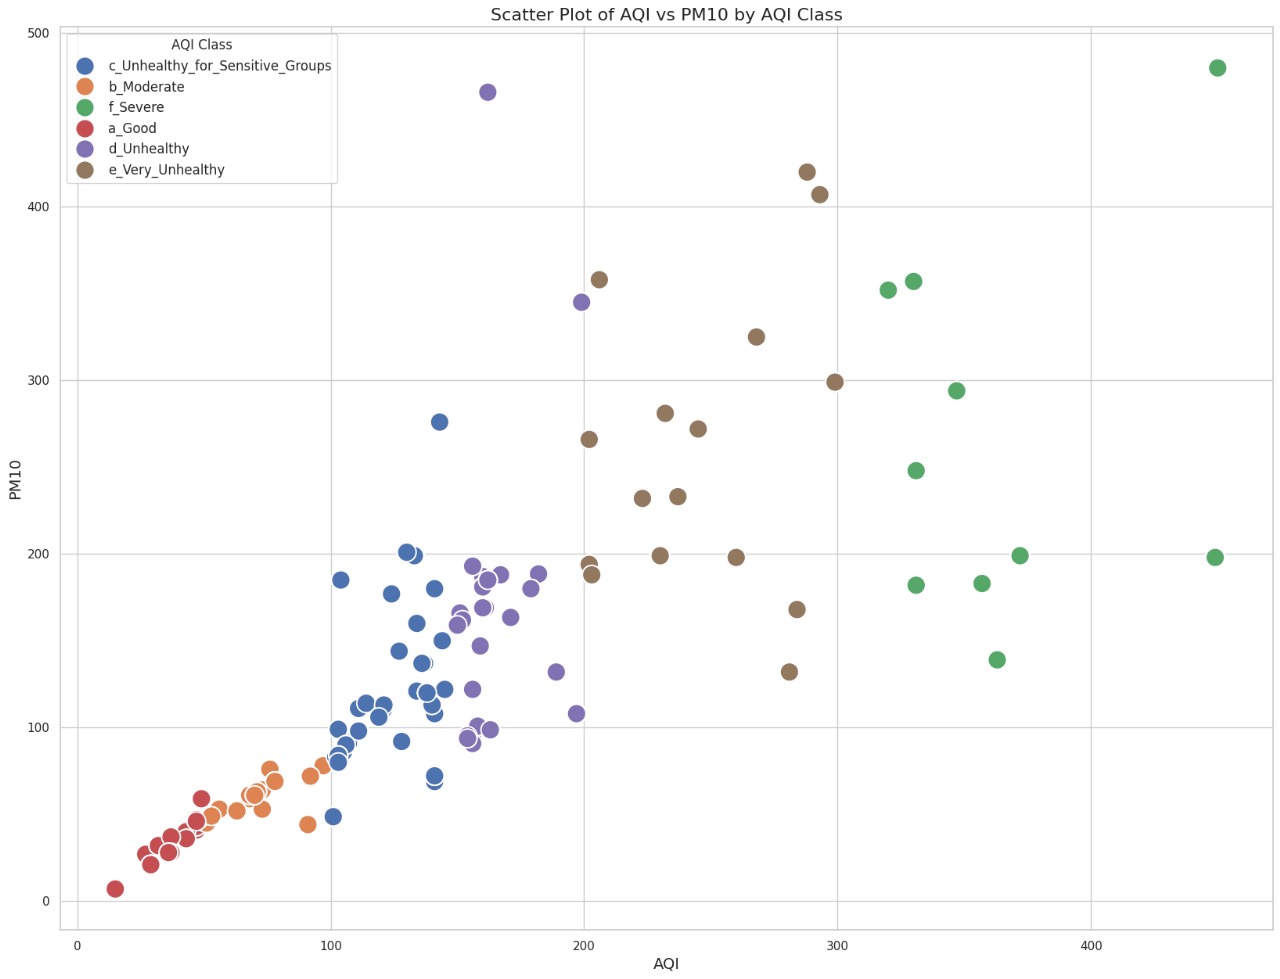 Scatter Plot of AQI vs PM10 by AQI Class
AQI Class
c_Unhealthy_for_Sensitive_Groups
b_Moderate
f_Severe
a_Good
d_Unhealthy
e_Very_Unhealthy
500
400
300
200
100
0
PM10
0
100
200
300
400
AQI